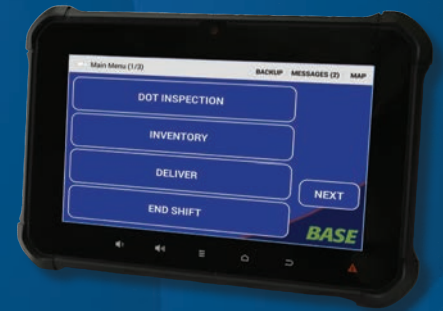 Main Menu (1/3) BACKUP MESSAGES (2) MAP
DOT INSPECTION
INVENTORY
DELIVER
NEXT
END SHIFT
BASE